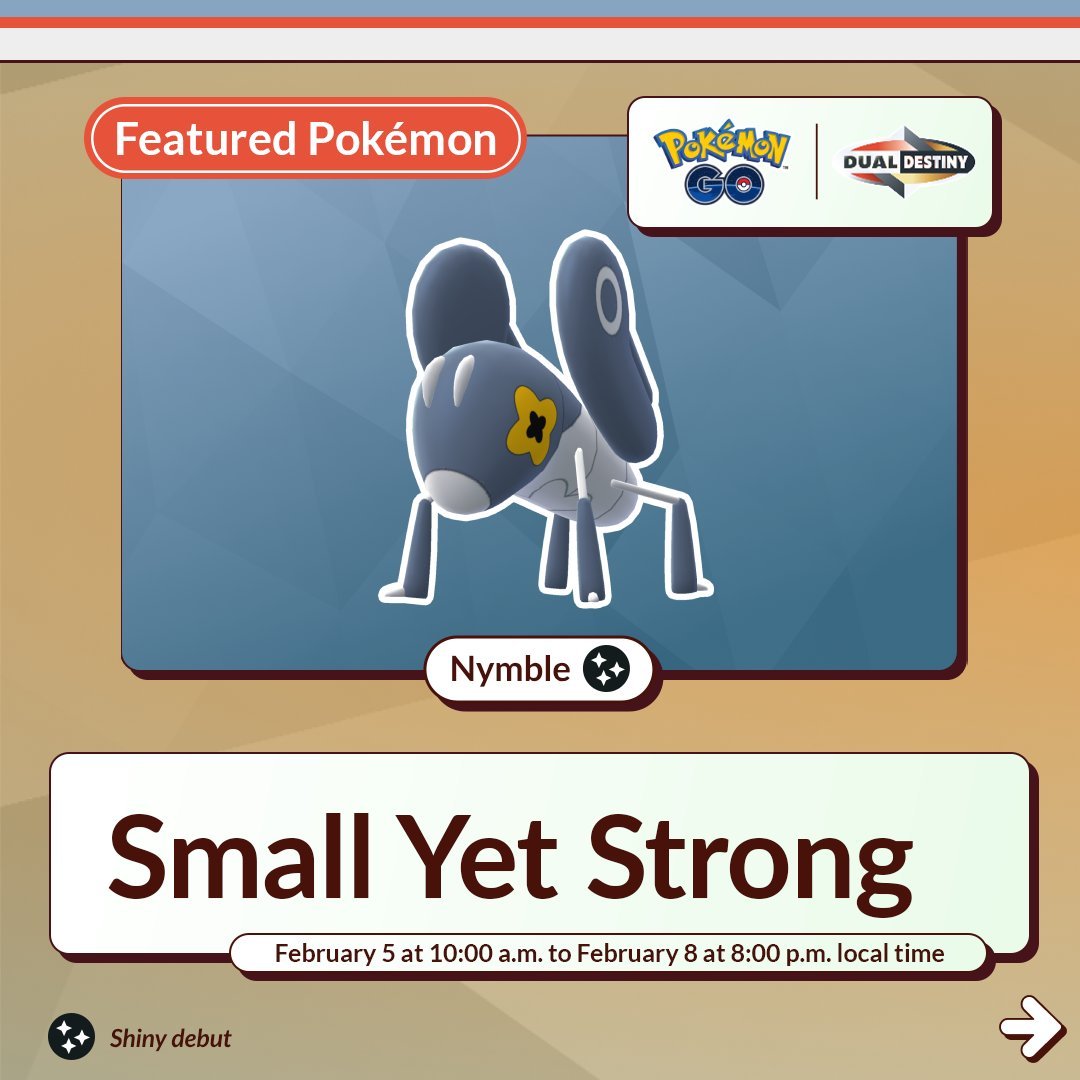 Featured Pokémon
POKÉMON
GO
DUAL DESTINY
Nymble
Small Yet Strong
February 5 at 10:00 a.m. to February 8 at 8:00 p.m. local time
Shiny debut